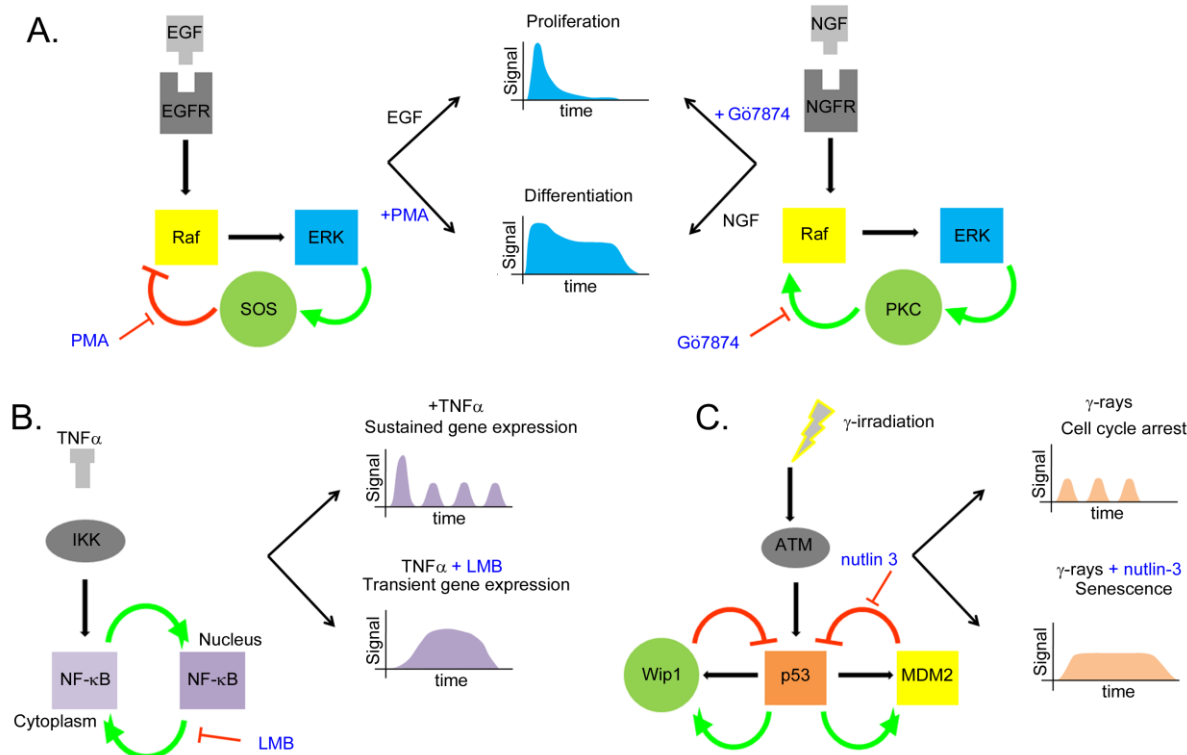 A.
EGF
EGFR
Raf
ERK
SOS
PMA
EGF
+PMA
Proliferation
Signal
time
Differentiation
Signal
time
+ Gö7874
NGF
NGF
NGFR
Raf
ERK
PKC
Gö7874
B.
TNFα
IKK
Nucleus
NF-κB
NF-κB
Cytoplasm
LMB
+TNFα
Sustained gene expression
Signal
time
TNFα + LMB
Transient gene expression
Signal
time
C.
γ-irradiation
ATM
nutlin 3
Wip1
p53
MDM2
γ-rays
Cell cycle arrest
Signal
time
γ-rays + nutlin-3
Senescence
Signal
time